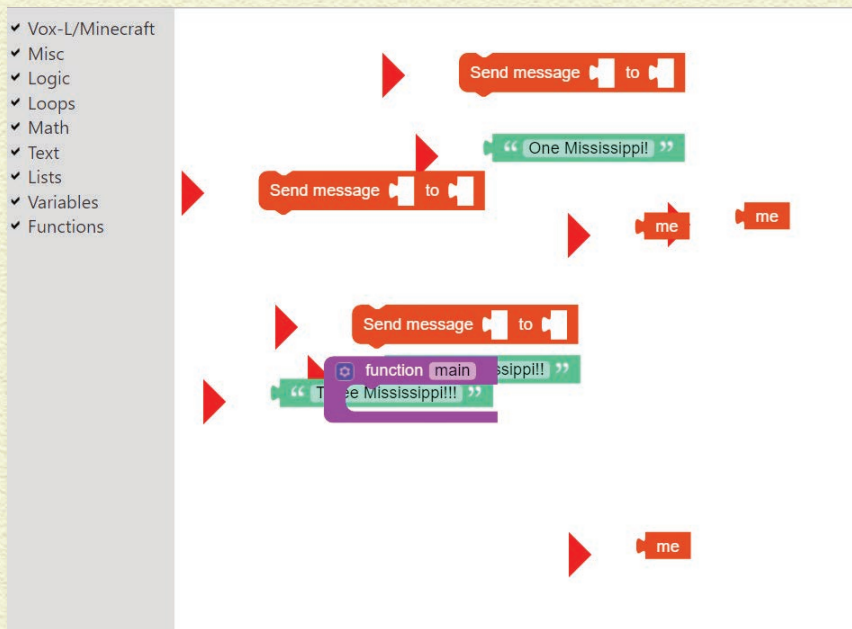 Vox-L/Minecraft
Misc
Logic
Loops
Math
Text
Lists
Variables
Functions
Send message to
“ One Mississippi! ”
Send message to
me
me
Send message to
function main
ssippi!! ”
“ T ee Mississippi!!! ”
me